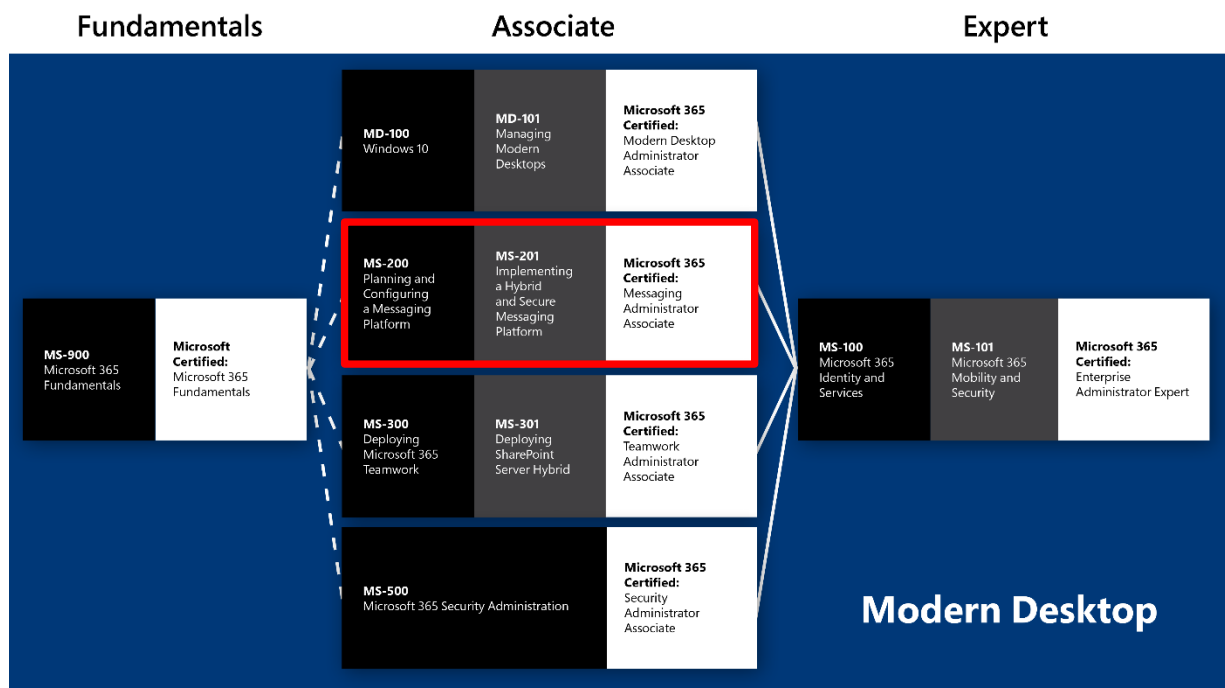 Fundamentals
Associate
Expert
MD-100
Windows 10
MD-101
Managing
Modern
Desktops
Microsoft 365
Certified:
Modern Desktop
Administrator
Associate
MS-200
Planning and
Configuring
a Messaging
Platform
MS-201
Implementing
a Hybrid
and Secure
Messaging
Platform
Microsoft 365
Certified:
Messaging
Administrator
Associate
MS-900
Microsoft 365
Fundamentals
Microsoft
Certified:
Microsoft 365
Fundamentals
MS-100
Microsoft 365
Identity and
Services
MS-101
Microsoft 365
Mobility and
Security
Microsoft 365
Certified:
Enterprise
Administrator Expert
MS-300
Deploying
Microsoft 365
Teamwork
MS-301
Deploying
SharePoint
Server Hybrid
Microsoft 365
Certified:
Teamwork
Administrator
Associate
MS-500
Microsoft 365 Security Administration
Microsoft 365
Certified:
Security
Administrator
Associate
Modern Desktop